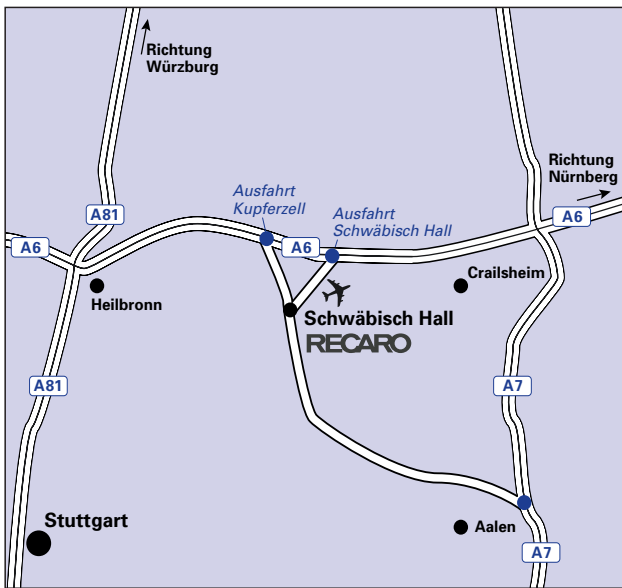 Richtung
Würzburg
Richtung
Nürnberg
Ausfahrt
Kupferzell
Ausfahrt
Schwäbisch Hall
A81
A6
A6
A6
Heilbronn
Crailsheim
Schwäbisch Hall
RECARO
A81
A7
Stuttgart
Aalen
A7